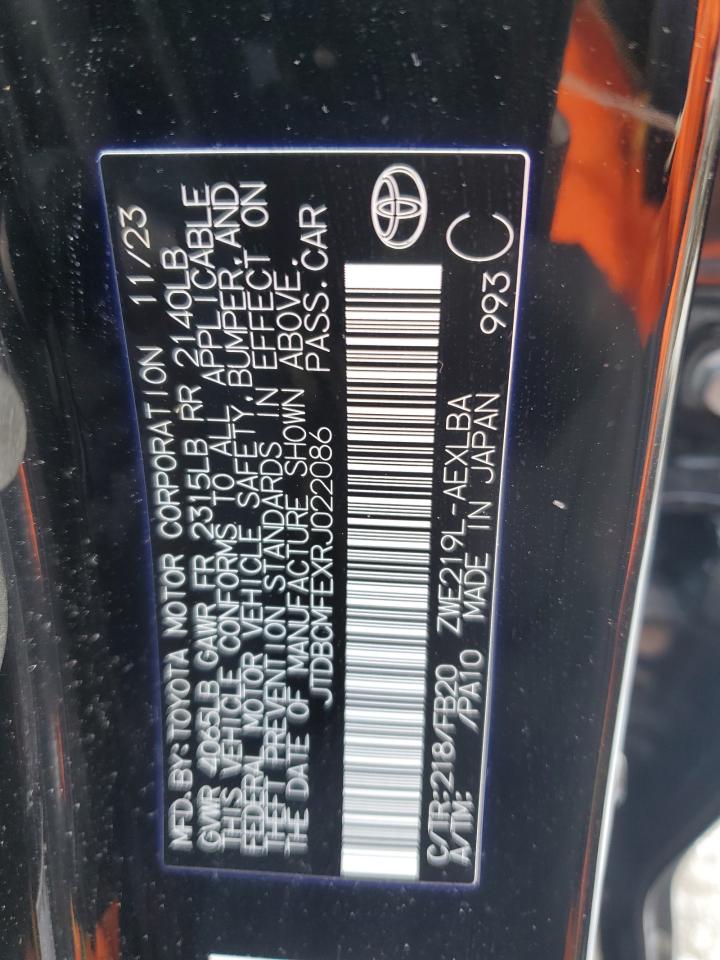 MFD. BY: TOYOTA MOTOR CORPORATION 11/23
GVWR 4065LB GAWR FR 2315LB RR 2140LB
THIS VEHICLE CONFORMS TO ALL APPLICABLE
FEDERAL MOTOR VEHICLE SAFETY, BUMPER, AND
THEFT PREVENTION STANDARDS IN EFFECT ON
THE DATE OF MANUFACTURE SHOWN ABOVE.
JTDBCMFEXRJ022086 PASS. CAR
C/TR: 218/FB20 ZWE219L-AEXLBA
A/TM: /PA10 MADE IN JAPAN 993 C